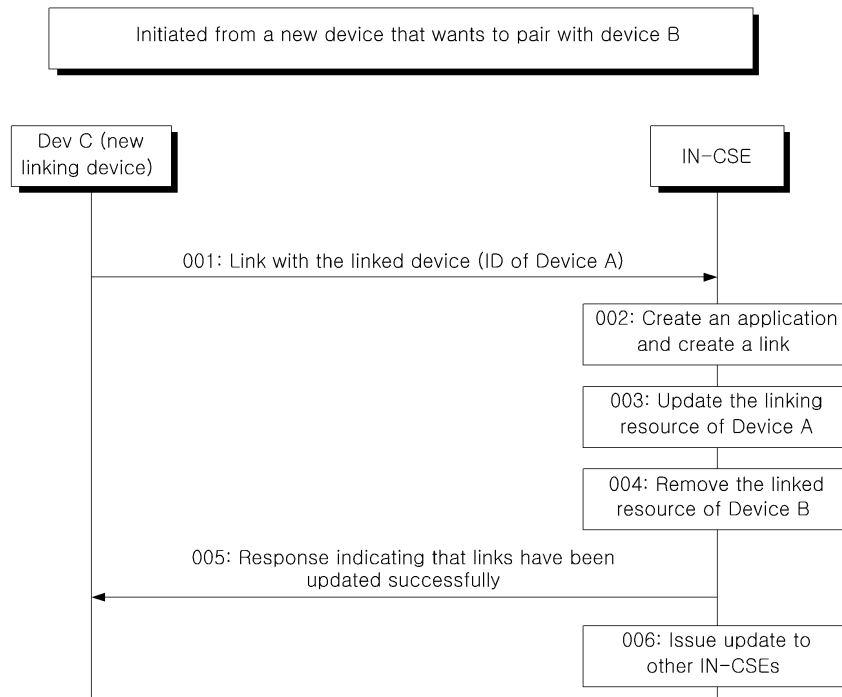 Initiated from a new device that wants to pair with device B
Dev C (new
linking device)
IN-CSE
001: Link with the linked device (ID of Device A)
002: Create an application
and create a link
003: Update the linking
resource of Device A
004: Remove the linked
resource of Device B
005: Response indicating that links have been
updated successfully
006: Issue update to
other IN-CSEs